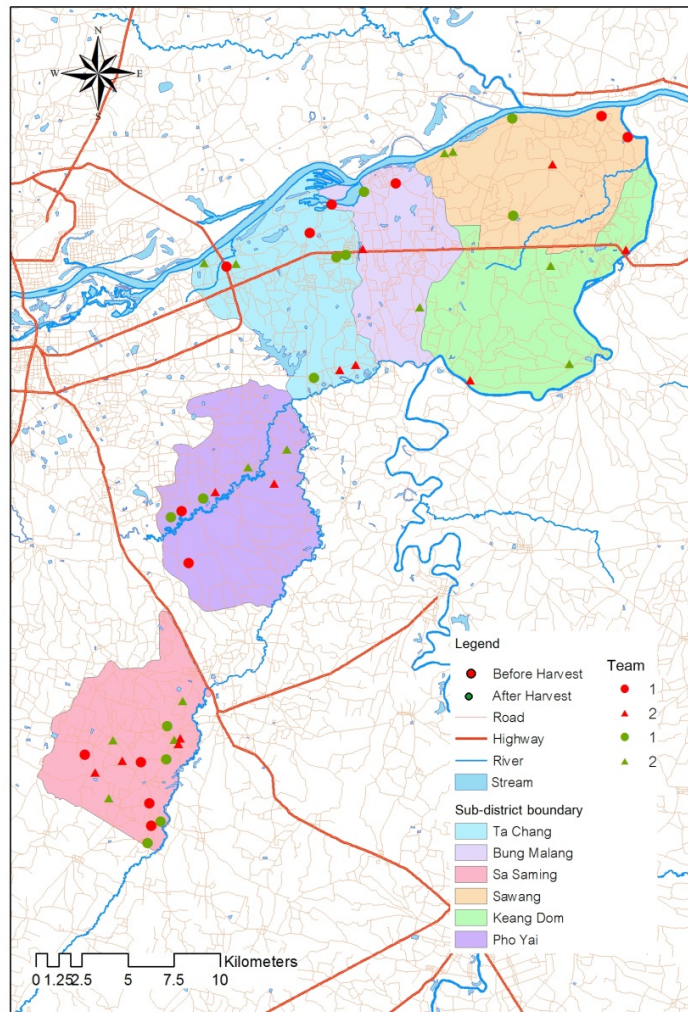 N
W
E
S
Legend
Before Harvest
After Harvest
Road
Highway
River
Stream
Team
1
2
1
2
Sub-district boundary
Ta Chang
Bung Malang
Sa Saming
Sawang
Keang Dom
Pho Yai
Kilometers
0 1.25 2.5 5 7.5 10